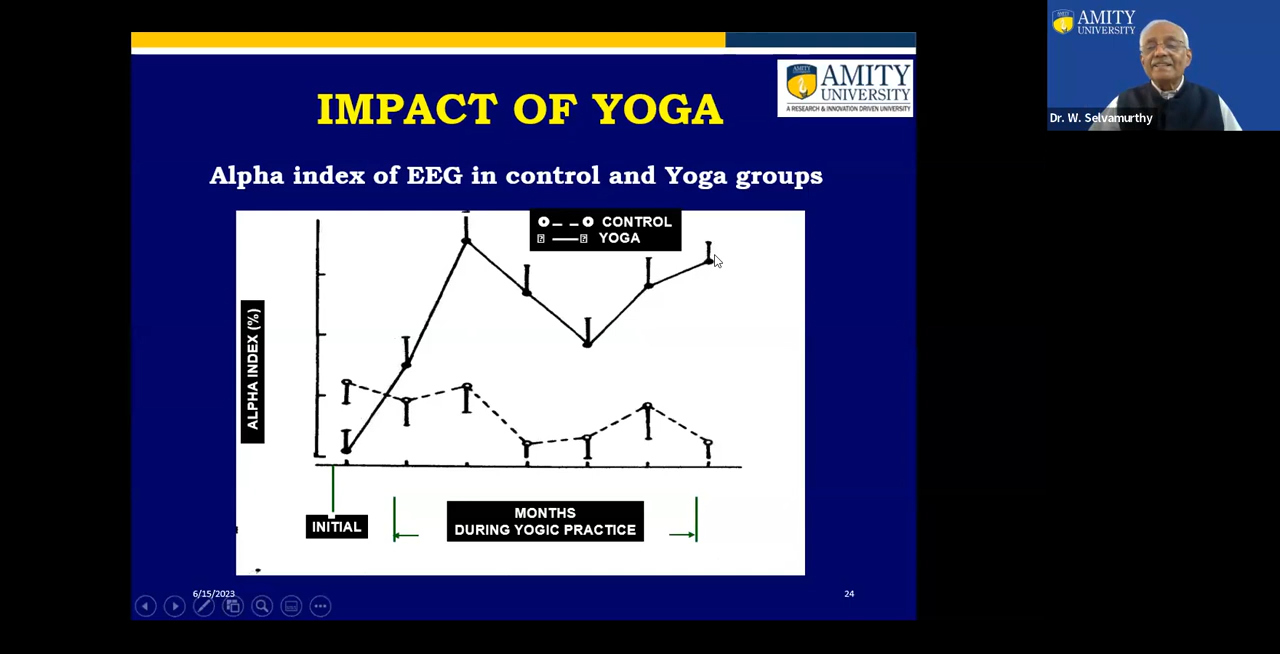 IMPACT OF YOGA
AMITY
UNIVERSITY
A RESEARCH & INNOVATION DRIVEN UNIVERSITY
Alpha index of EEG in control and Yoga groups
CONTROL
YOGA
ALPHA INDEX (%)
INITIAL
MONTHS
DURING YOGIC PRACTICE
6/15/2023
24
AMITY
UNIVERSITY
Dr. W. Selvamurthy